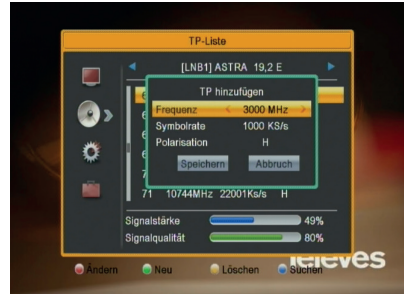 TP-Liste
[LNB1] ASTRA 19,2 E
TP hinzufügen
Frequenz 3000 MHz
Symbolrate 1000 KS/s
Polarisation H
Speichern Abbruch
71 10744MHz 22001Ks/s H
Signalstärke 49%
Signalqualität 80%
Ändern Neu Löschen Suchen
Televes